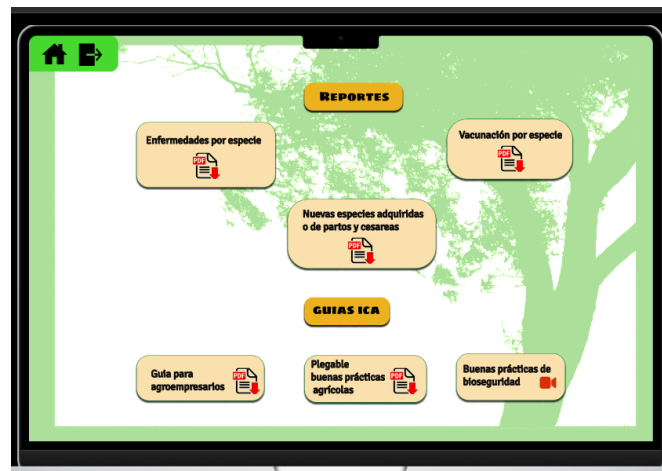 REPORTES
Enfermedades por especie
PDF
Vacunación por especie
PDF
Nuevas especies adquiridas
o de partos y cesareas
PDF
GUIAS ICA
Guia para
agroempresarios
PDF
Plegable
buenas prácticas
agrícolas
PDF
Buenas prácticas de
bioseguridad